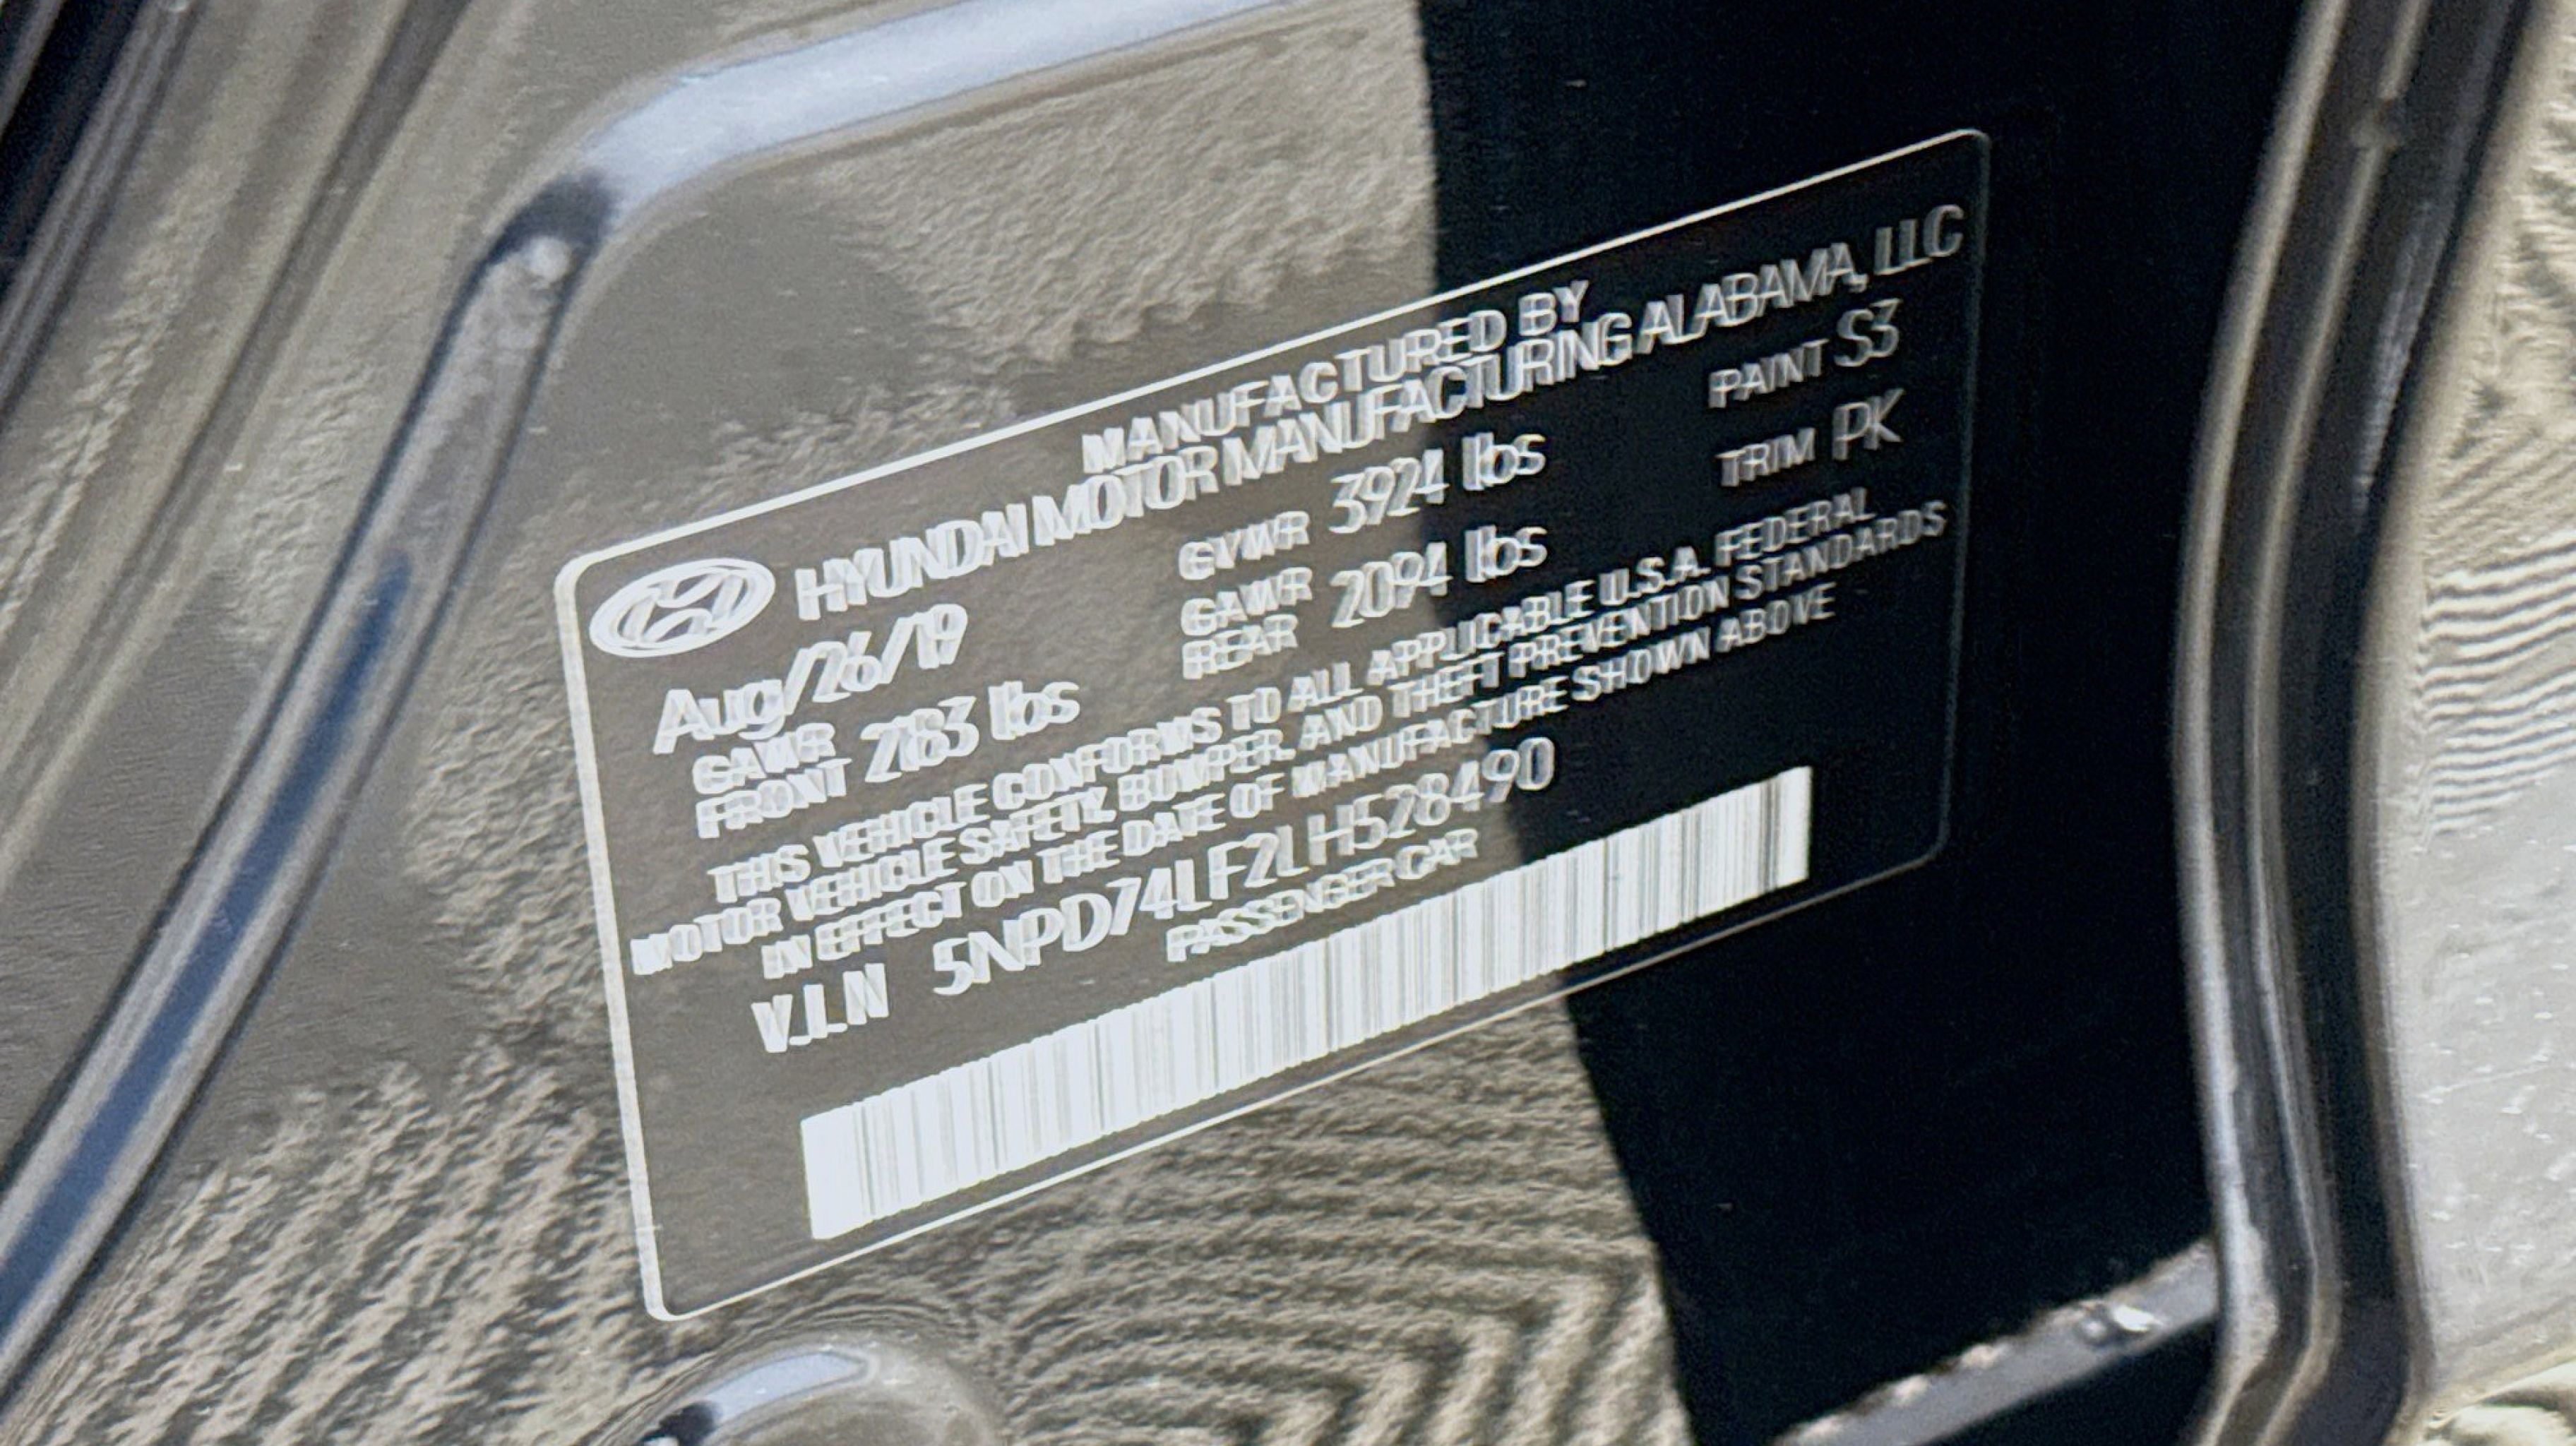 MANUFACTURED BY
HYUNDAI MOTOR MANUFACTURING ALABAMA, LLC
Aug/26/19 GVWR 3924 lbs PAINT S3
GAWR FRONT 2183 lbs GAWR REAR 2094 lbs TRIM PK
THIS VEHICLE CONFORMS TO ALL APPLICABLE U.S.A. FEDERAL
MOTOR VEHICLE SAFETY, BUMPER, AND THEFT PREVENTION STANDARDS
IN EFFECT ON THE DATE OF MANUFACTURE SHOWN ABOVE
V.I.N 5NPD74LF2LH528490
PASSENGER CAR